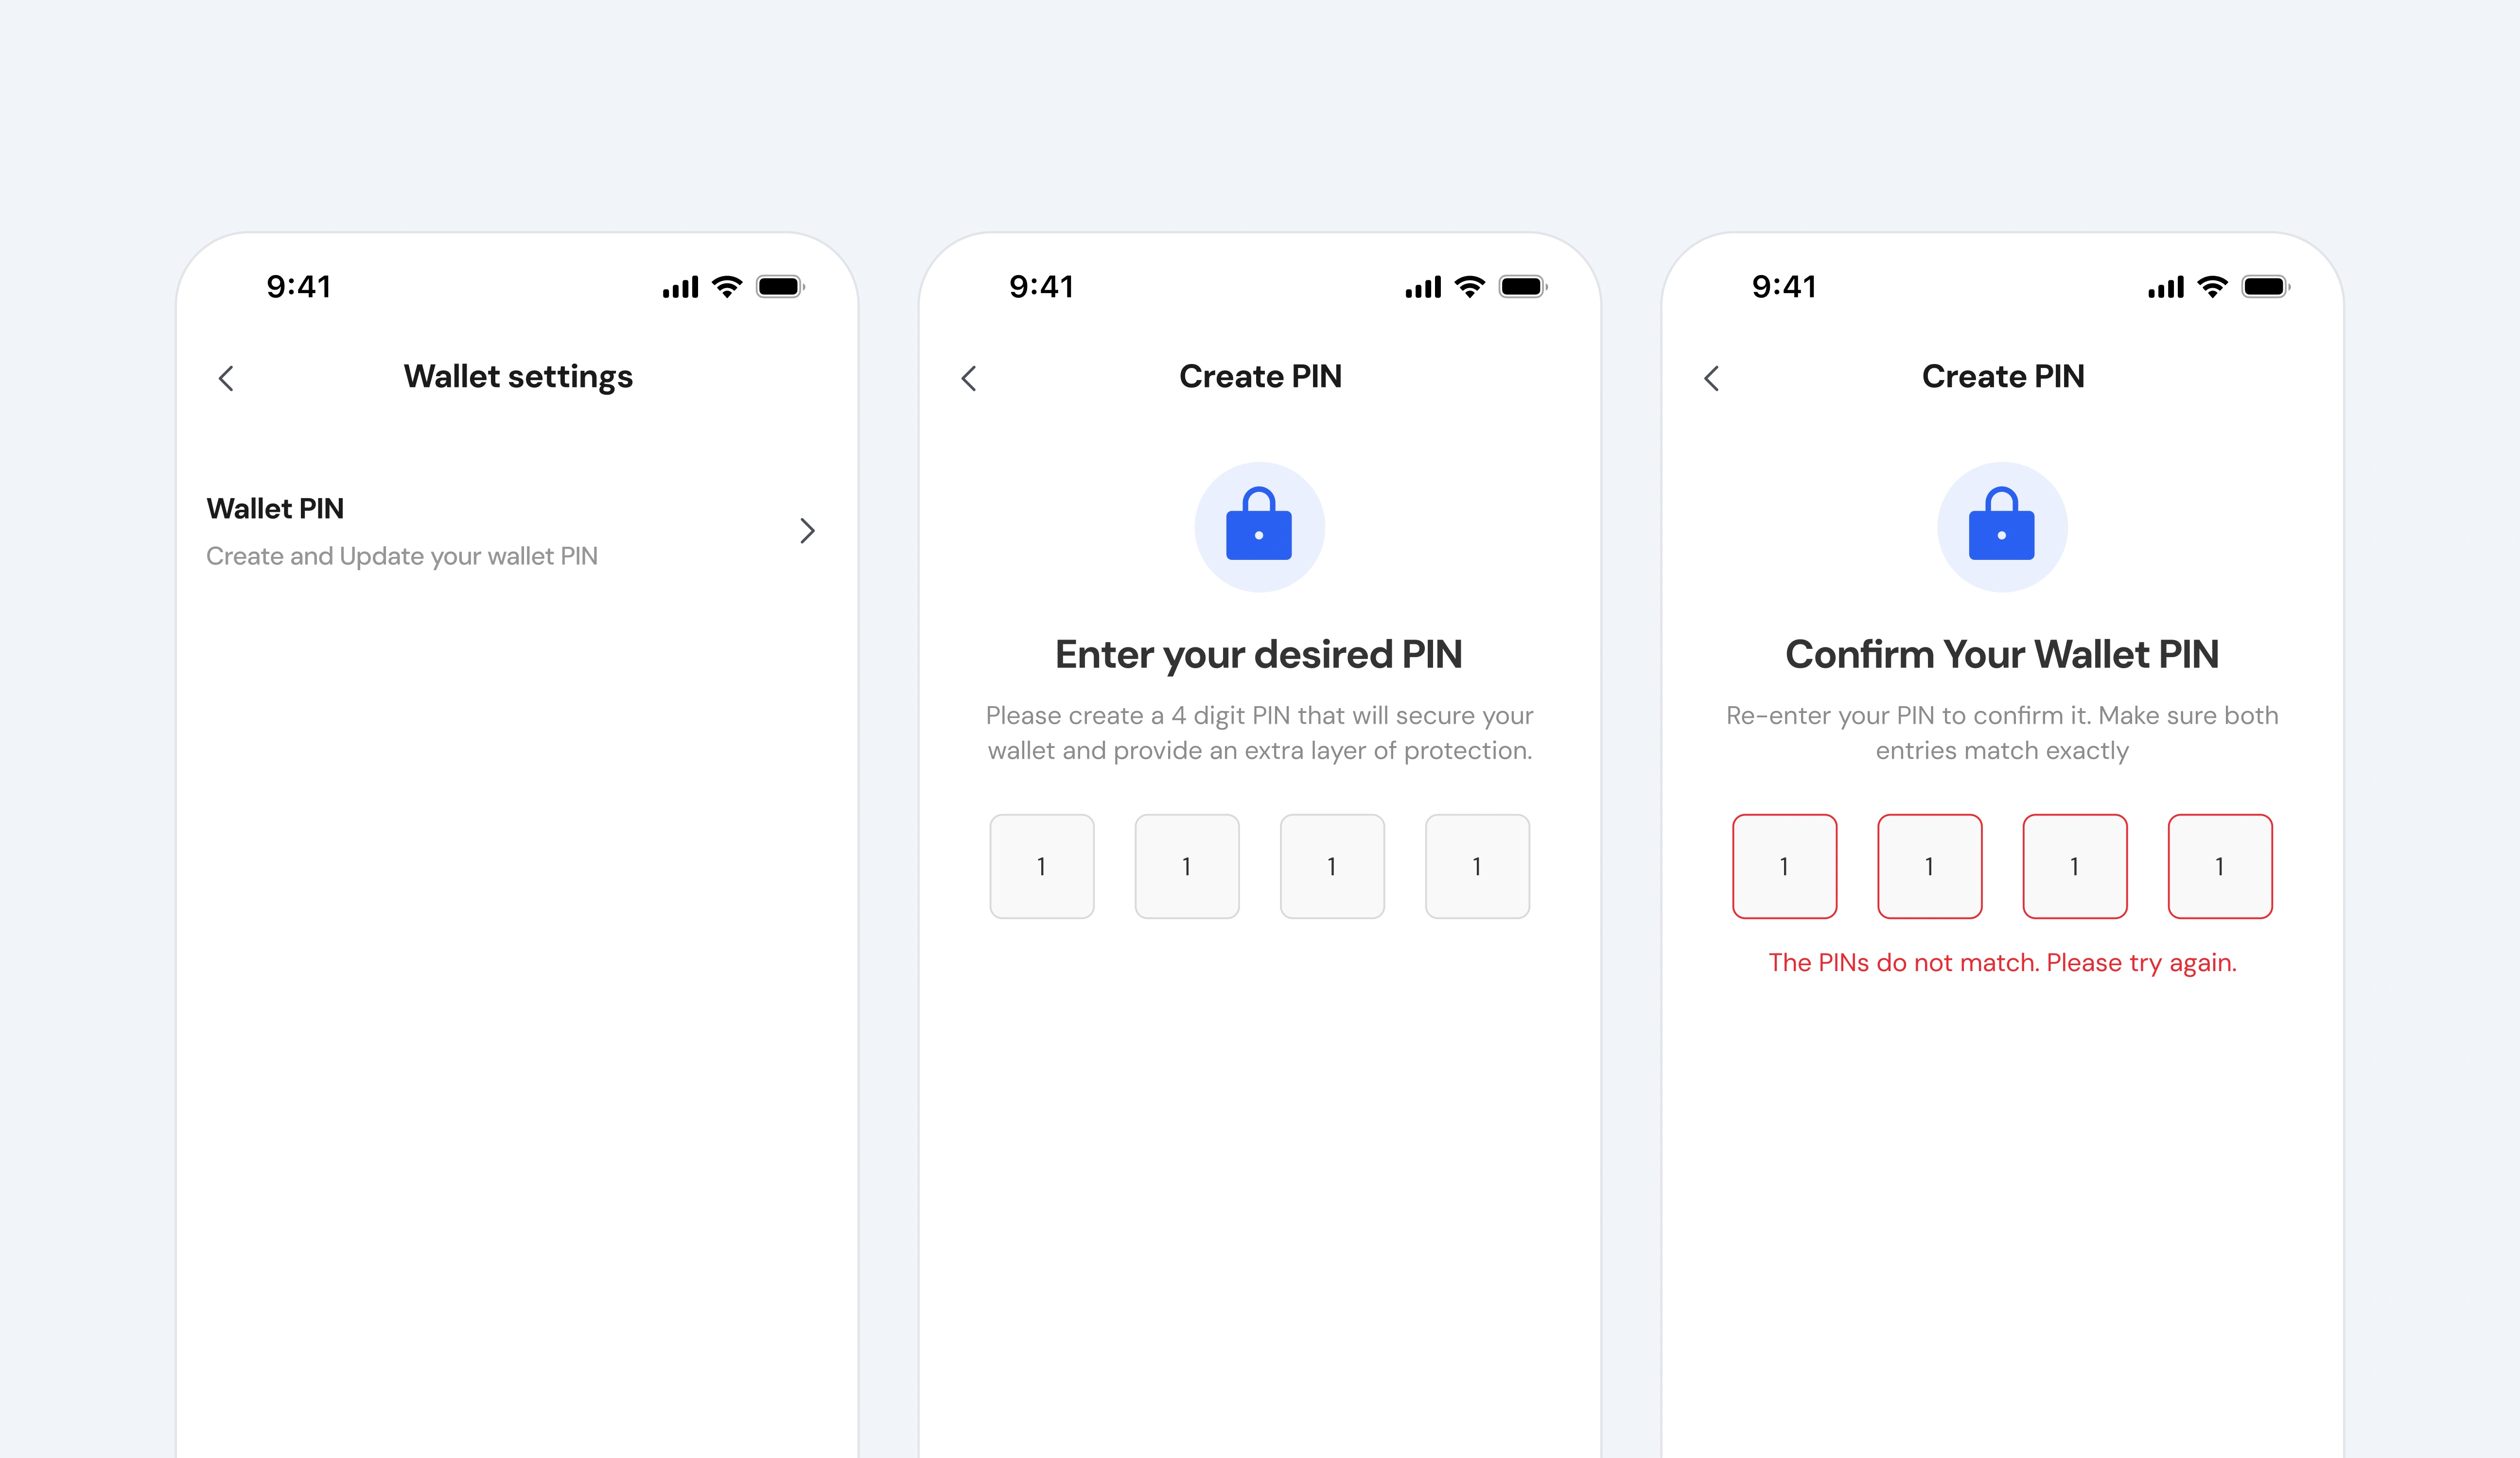 9:41
Wallet settings
Wallet PIN
Create and Update your wallet PIN
9:41
Create PIN
Enter your desired PIN
Please create a 4 digit PIN that will secure your
wallet and provide an extra layer of protection.
1 1 1 1
9:41
Create PIN
Confirm Your Wallet PIN
Re-enter your PIN to confirm it. Make sure both
entries match exactly
1 1 1 1
The PINs do not match. Please try again.